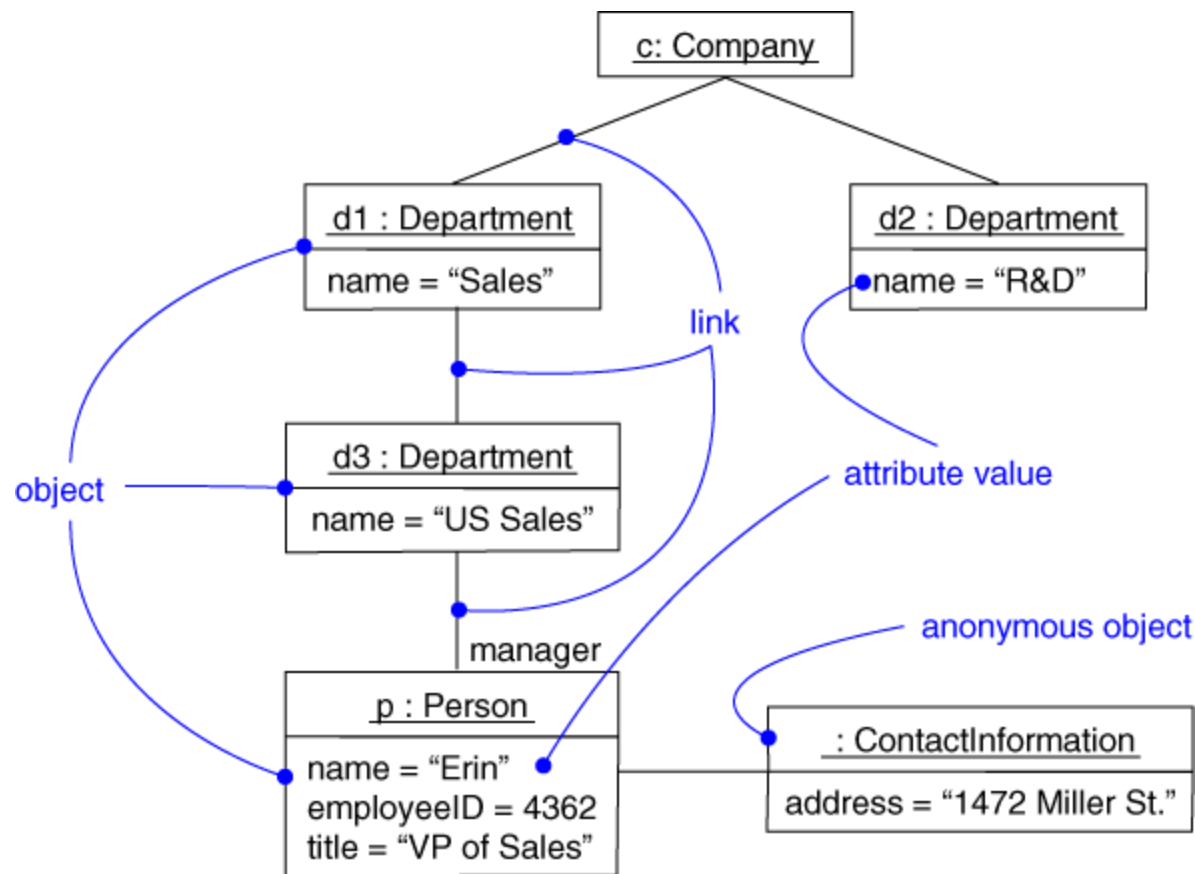 c: Company
d1 : Department
name = “Sales”
d2 : Department
name = “R&D”
link
d3 : Department
name = “US Sales”
object
attribute value
anonymous object
manager
p : Person
name = “Erin”
employeeID = 4362
title = “VP of Sales”
: ContactInformation
address = “1472 Miller St.”